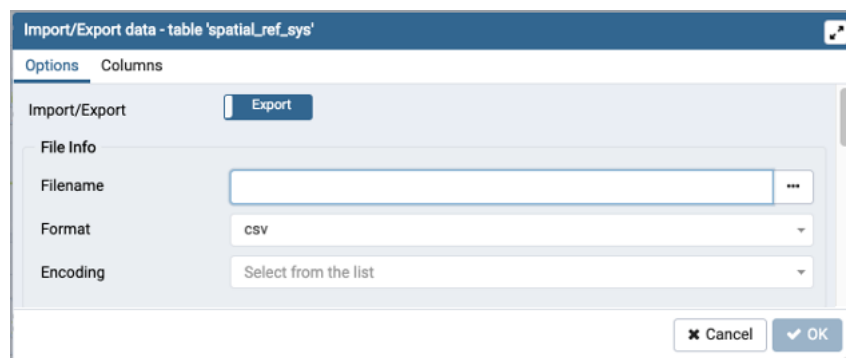 Import/Export data - table 'spatial_ref_sys'
Options Columns
Import/Export Export
File Info
Filename •••
Format csv
Encoding Select from the list
Cancel OK